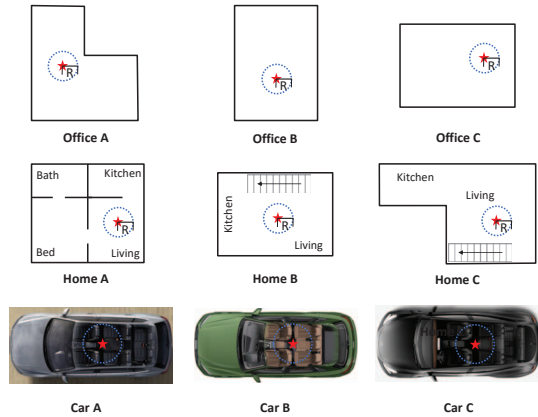 R
R
R
Office A
Office B
Office C
Bath
Kitchen
R
Bed
Living
Kitchen
R
Living
Kitchen
Living
R
Home A
Home B
Home C
Car A
Car B
Car C